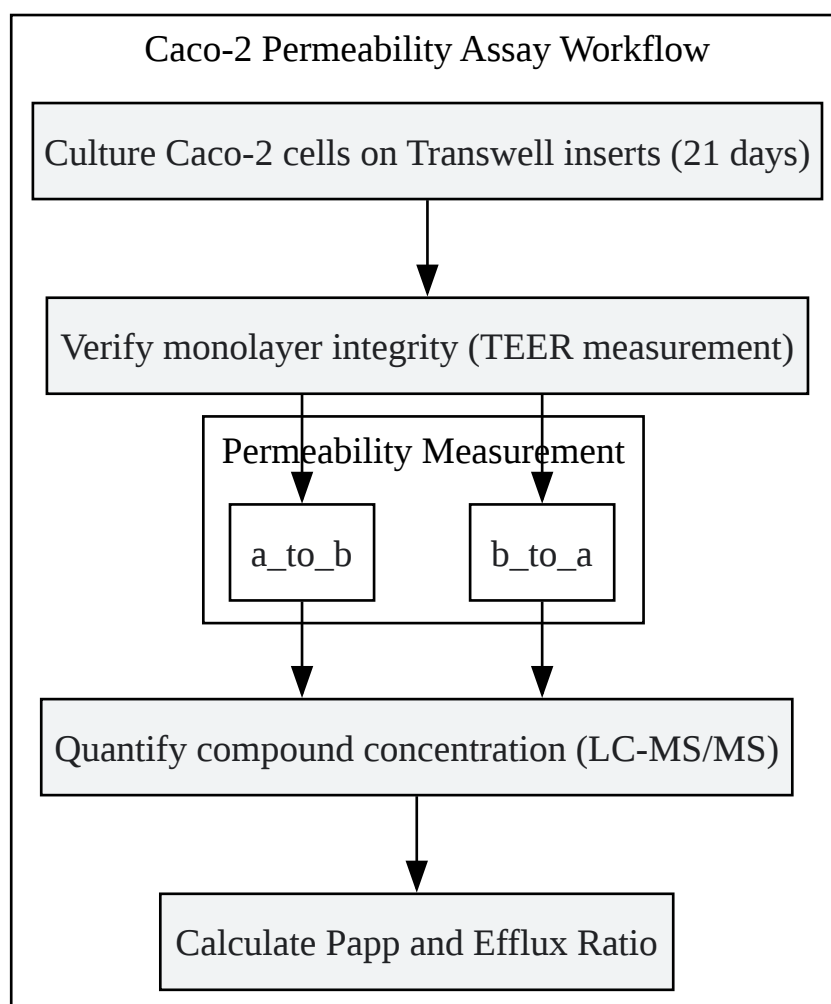 Caco-2 Permeability Assay Workflow
Culture Caco-2 cells on Transwell inserts (21 days)
Verify monolayer integrity (TEER measurement)
Permeability Measurement
a_to_b
b_to_a
Quantify compound concentration (LC-MS/MS)
Calculate Papp and Efflux Ratio